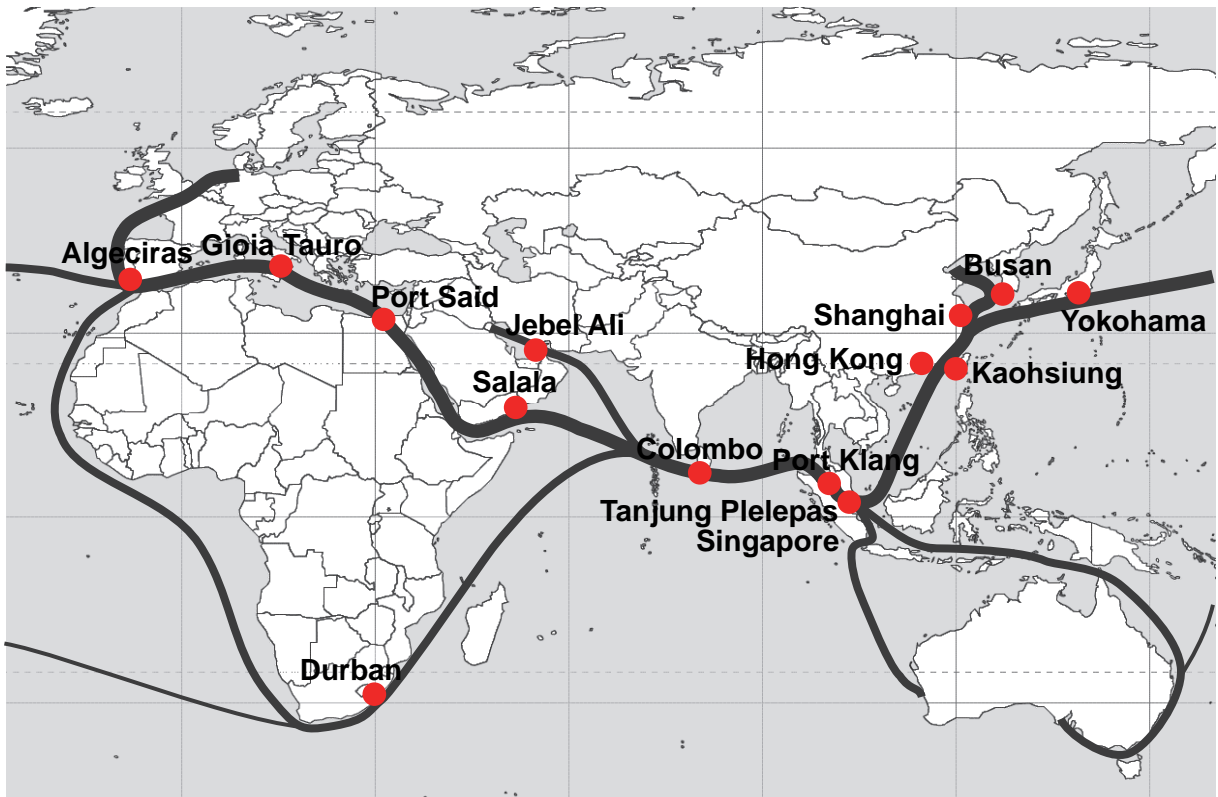 Algeciras
Gioia Tauro
Port Said
Jebel Ali
Salala
Busan
Shanghai
Yokohama
Hong Kong
Kaohsiung
Colombo
Port Klang
Tanjung Plelepas
Singapore
Durban